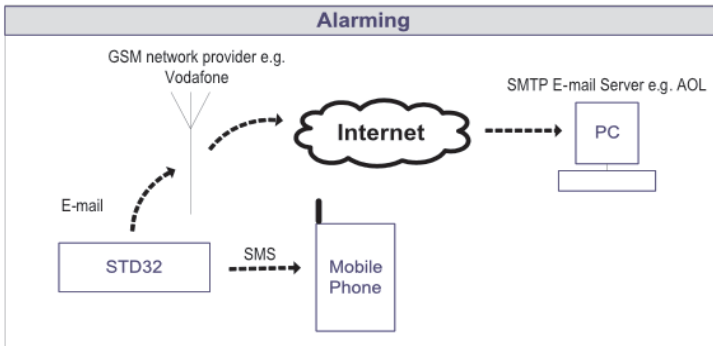 Alarming
GSM network provider e.g.
Vodafone
SMTP E-mail Server e.g. AOL
Internet
PC
E-mail
STD32
SMS
Mobile
Phone